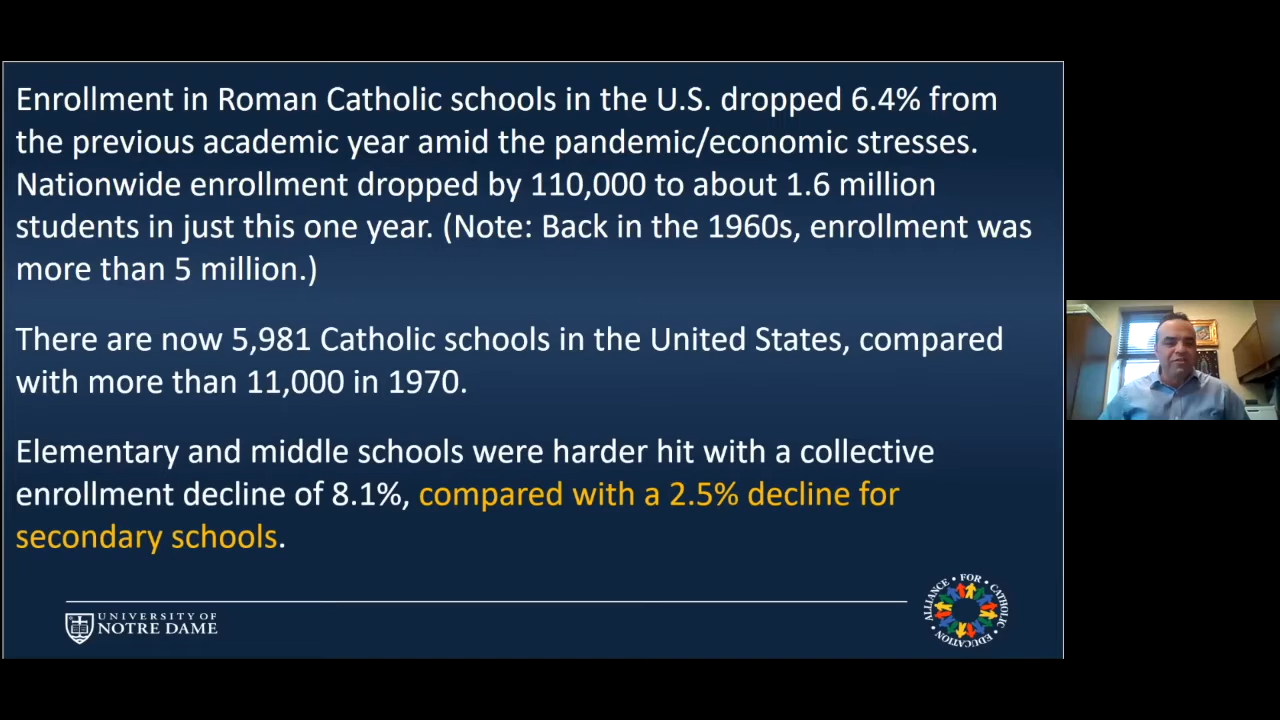 Enrollment in Roman Catholic schools in the U.S. dropped 6.4% from
the previous academic year amid the pandemic/economic stresses.
Nationwide enrollment dropped by 110,000 to about 1.6 million
students in just this one year. (Note: Back in the 1960s, enrollment was
more than 5 million.)
There are now 5,981 Catholic schools in the United States, compared
with more than 11,000 in 1970.
Elementary and middle schools were harder hit with a collective
enrollment decline of 8.1%, compared with a 2.5% decline for
secondary schools.
UNIVERSITY OF
NOTRE DAME
ALLIANCE • FOR • CATHOLIC • EDUCATION •